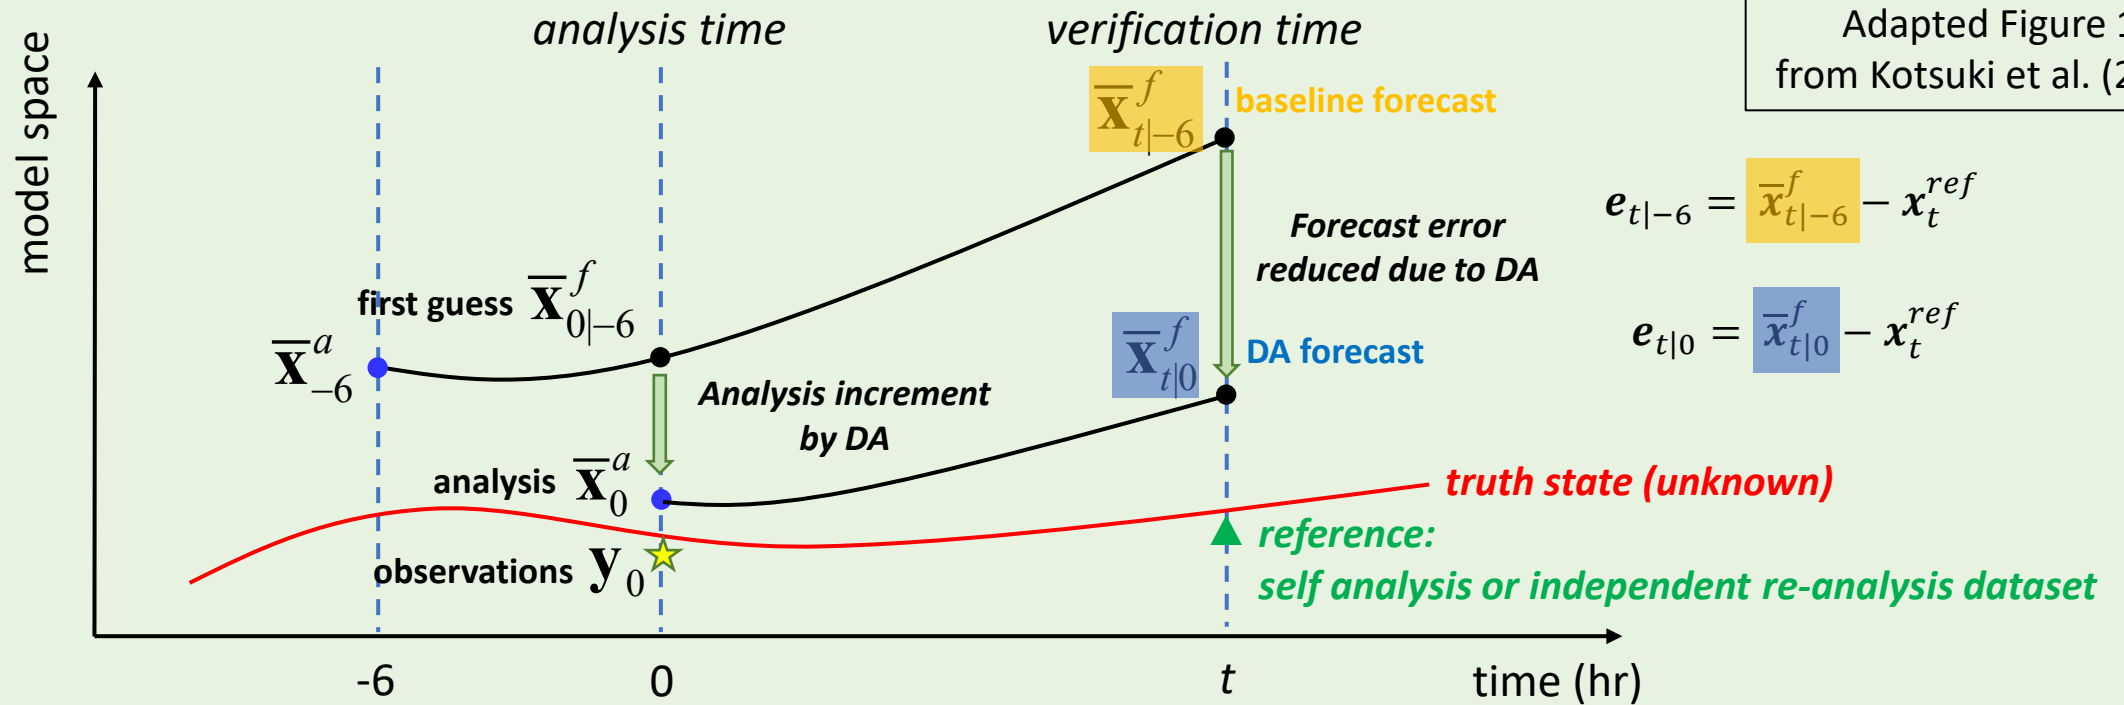 analysis time
verification time
Adapted Figure 1
from Kotsuki et al. (2
model space
x̄ᶠ_{t|−6}
baseline forecast
Forecast error
reduced due to DA
e_{t|−6} = x̄ᶠ_{t|−6} − x_t^{ref}
e_{t|0} = x̄ᶠ_{t|0} − x_t^{ref}
first guess x̄ᶠ_{0|−6}
x̄ᵃ_{−6}
Analysis increment
by DA
x̄ᶠ_{t|0}
DA forecast
analysis x̄ᵃ_0
truth state (unknown)
observations y_0
reference:
self analysis or independent re-analysis dataset
-6
0
t
time (hr)